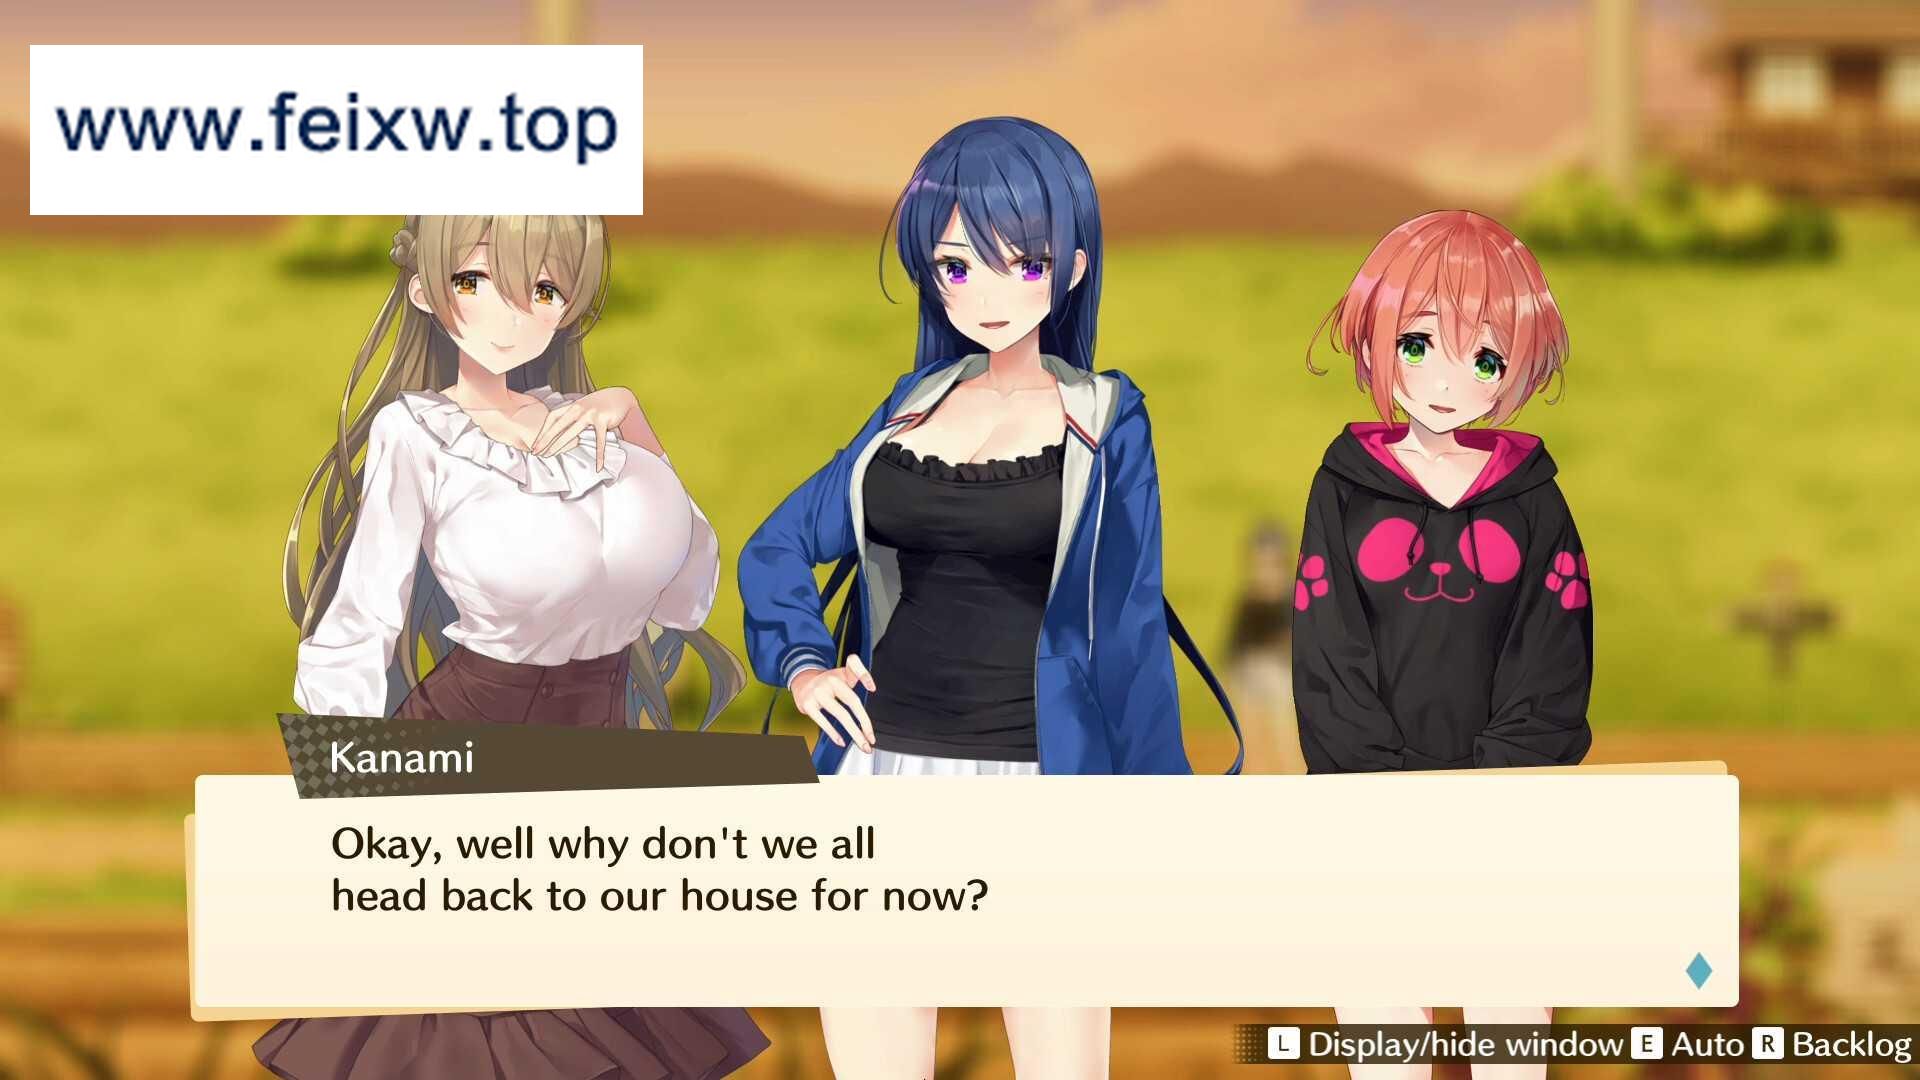 www.feixw.top
Kanami
Okay, well why don't we all
head back to our house for now?
L Display/hide window E Auto R Backlog